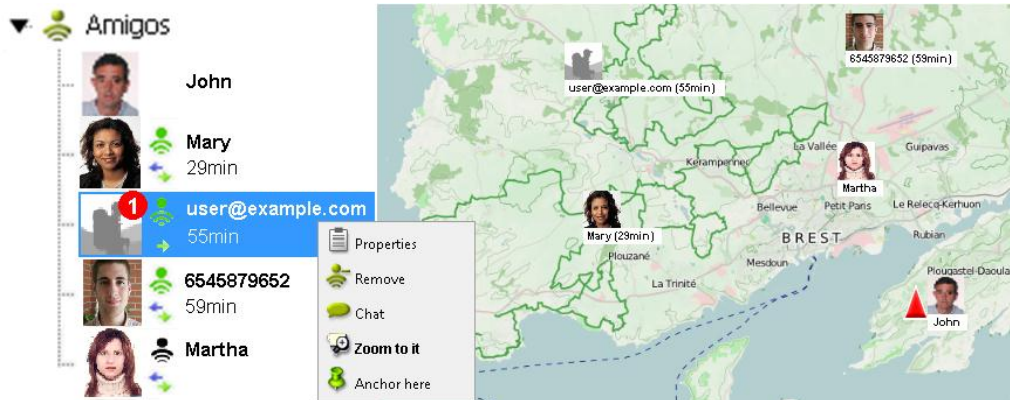 Amigos
John
Mary
29min
1
user@example.com
55min
6545879652
59min
Martha
Properties
Remove
Chat
Zoom to it
Anchor here
6545879652 (59min)
user@example.com (55min)
La Vallée
Guipavas
Kerampennec
Martha
Bellevue
Petit Paris
Le Relecq-Kerhuon
Mary (29min)
BREST
Rubian
Plouzané
Mesdoun
Plougastel-Daoula
La Trinité
John